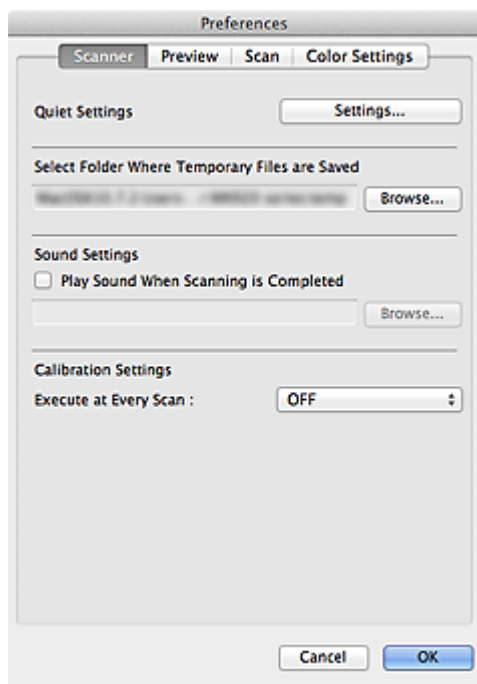 Preferences
Scanner Preview Scan Color Settings
Quiet Settings Settings...
Select Folder Where Temporary Files are Saved
Browse...
Sound Settings
Play Sound When Scanning is Completed
Browse...
Calibration Settings
Execute at Every Scan : OFF
Cancel OK